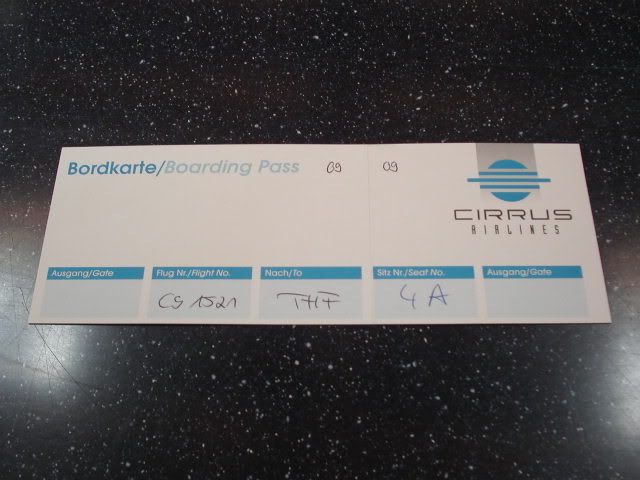 Bordkarte/Boarding Pass 09 09
CIRRUS
AIRLINES
Ausgang/Gate Flug Nr./Flight No. Nach/To Sitz Nr./Seat No. Ausgang/Gate
C9 1521 THF 4A